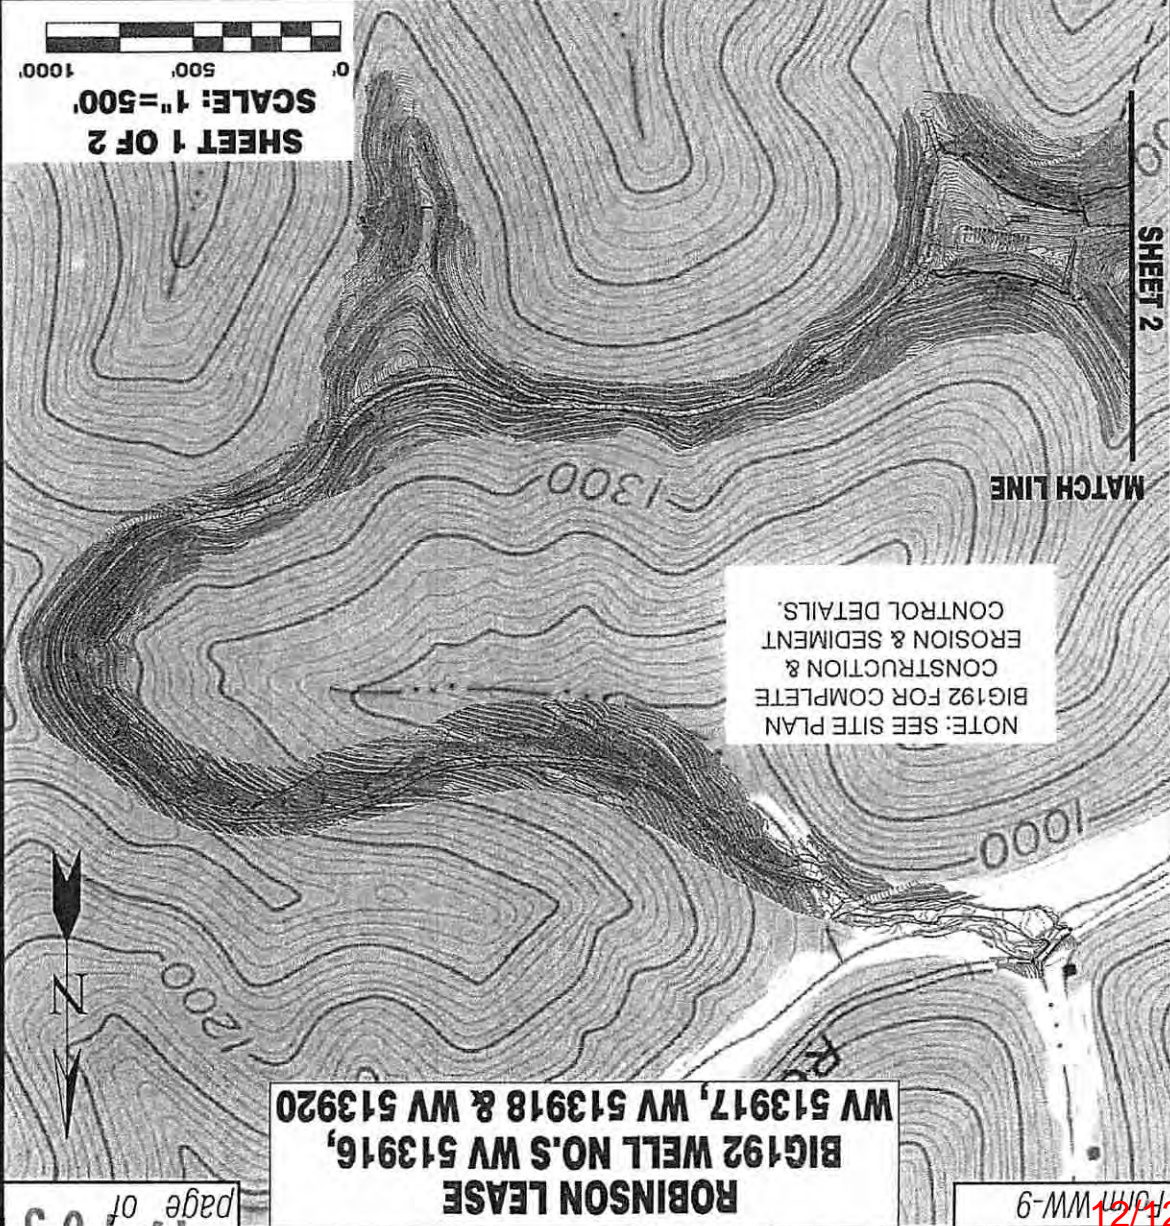 Form WW-9
page of
ROBINSON LEASE
BIG192 WELL NO.S WV 513916,
WV 513917, WV 513918 & WV 513920
N
1200
1000
NOTE: SEE SITE PLAN
BIG192 FOR COMPLETE
CONSTRUCTION &
EROSION & SEDIMENT
CONTROL DETAILS.
MATCH LINE
1300
SHEET 2
SHEET 1 OF 2
SCALE: 1"=500'
0' 500' 1000'